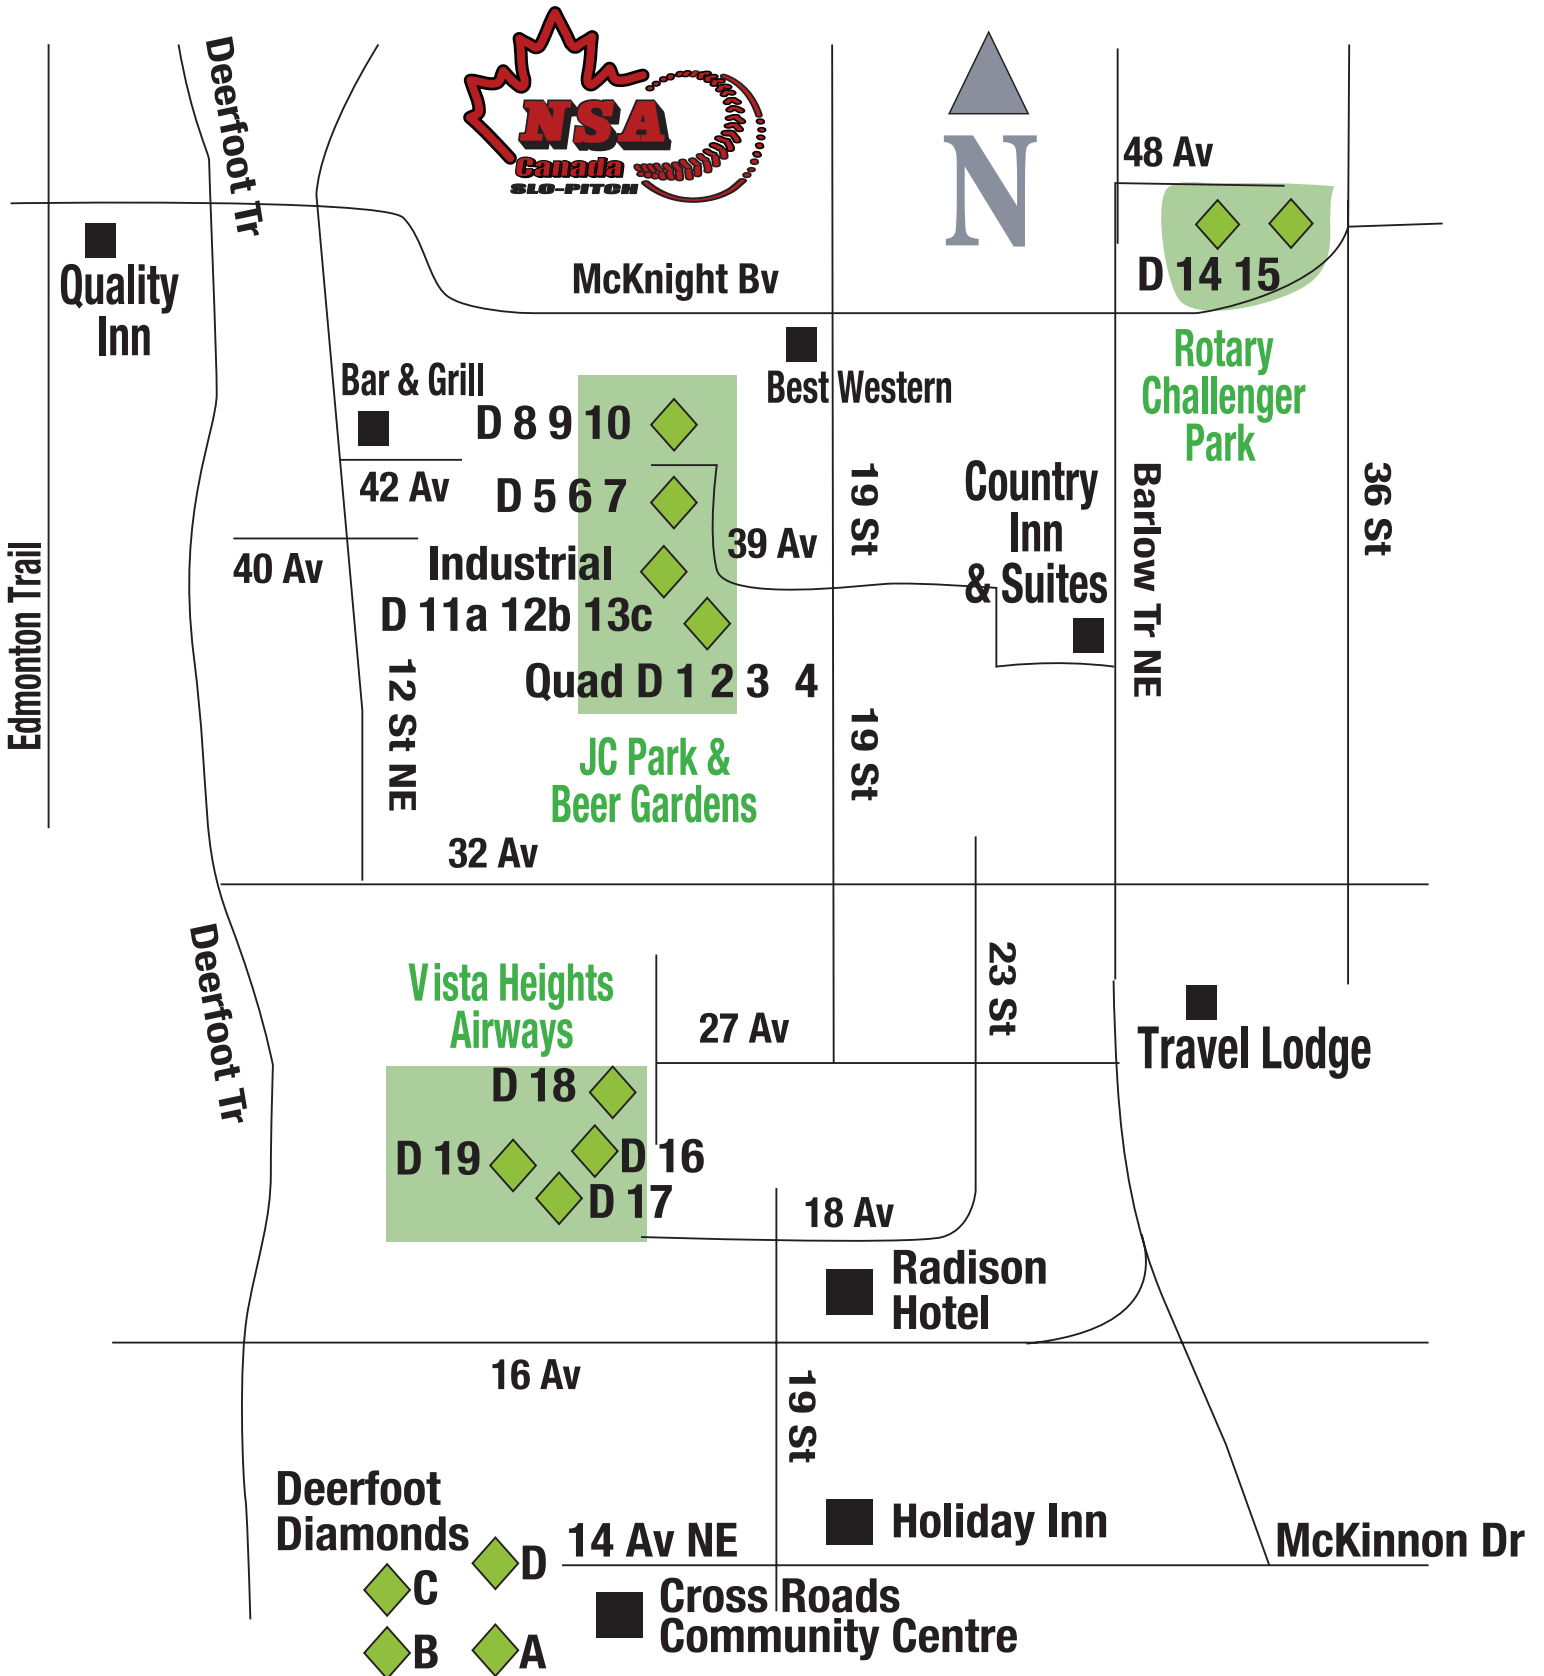 Deerfoot Tr
NSA
Canada
SLO-PITCH
N
48 Av
D 14 15
Rotary
Challenger
Park
Quality
Inn
McKnight Bv
Bar & Grill
Best Western
D 8 9 10
42 Av
D 5 6 7
39 Av
40 Av
Industrial
D 11a 12b 13c
Quad D 1 2 3 4
JC Park &
Beer Gardens
19 St
Country
Inn
& Suites
Barlow Tr NE
36 St
Edmonton Trail
12 St NE
19 St
32 Av
Deerfoot Tr
Vista Heights
Airways
27 Av
23 St
Travel Lodge
D 18
D 19
D 16
D 17
18 Av
Radison
Hotel
16 Av
19 St
Deerfoot
Diamonds
14 Av NE
Holiday Inn
McKinnon Dr
D
C
Cross Roads
Community Centre
B
A